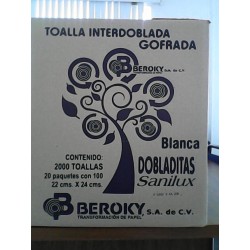 TOALLA INTERDOBLADA
GOFRADA
BEROKY S.A. de C.V.
Blanca
CONTENIDO:
2000 TOALLAS
20 paquetes con 100
22 cms. X 24 cms.
DOBLADITAS
Sanilux
BEROKY S.A. de C.V.
TRANSFORMACIÓN DE PAPEL